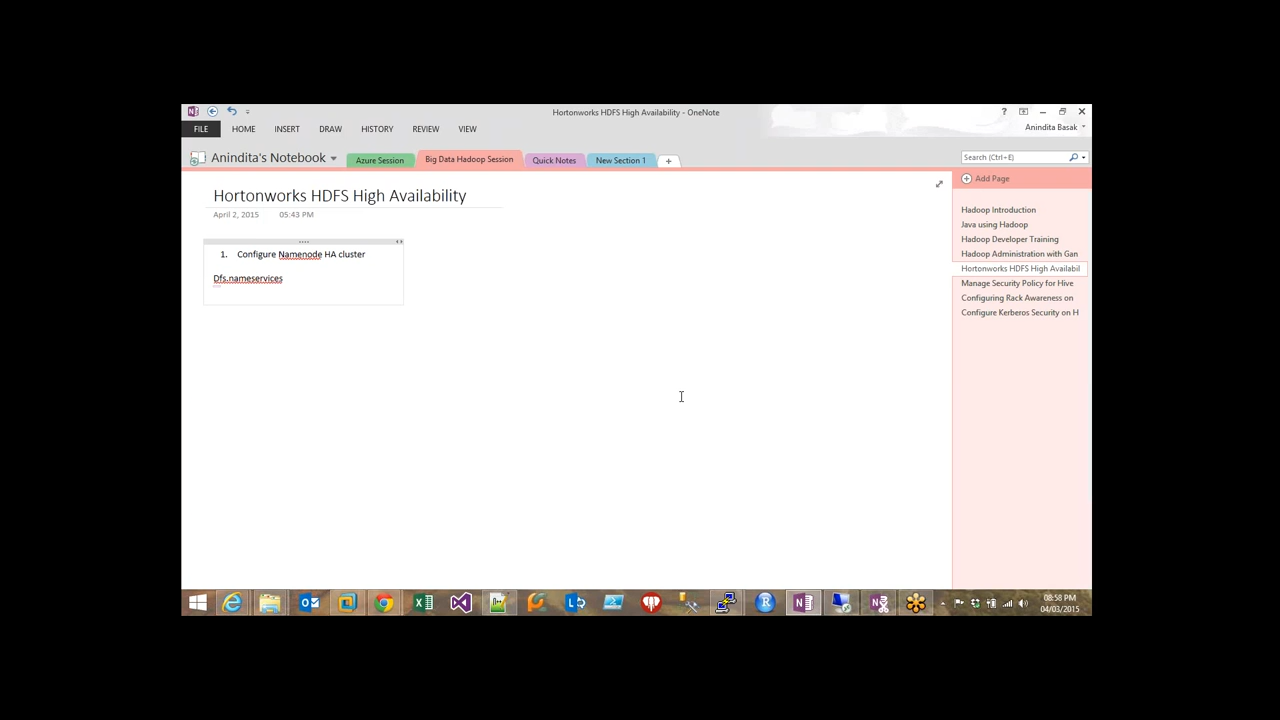 Hortonworks HDFS High Availability - OneNote
FILE
HOME
INSERT
DRAW
HISTORY
REVIEW
VIEW
Anindita Basak
Anindita's Notebook
Azure Session
Big Data Hadoop Session
Quick Notes
New Section 1
Search (Ctrl+E)
Hortonworks HDFS High Availability
April 2, 2015
05:43 PM
1. Configure Namenode HA cluster
Dfs.nameservices
Add Page
Hadoop Introduction
Java using Hadoop
Hadoop Developer Training
Hadoop Administration with Gan
Hortonworks HDFS High Availabil
Manage Security Policy for Hive
Configuring Rack Awareness on
Configure Kerberos Security on H
08:58 PM
04/03/2015